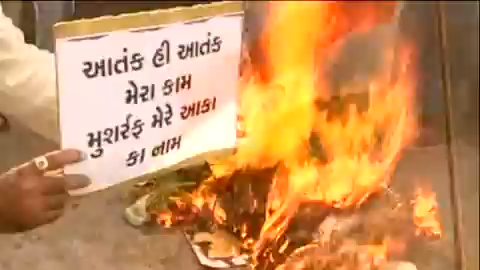 આતંક હી આતંક
મેરા કામ
મુશર્રફ મેરે આકા
કા નામ